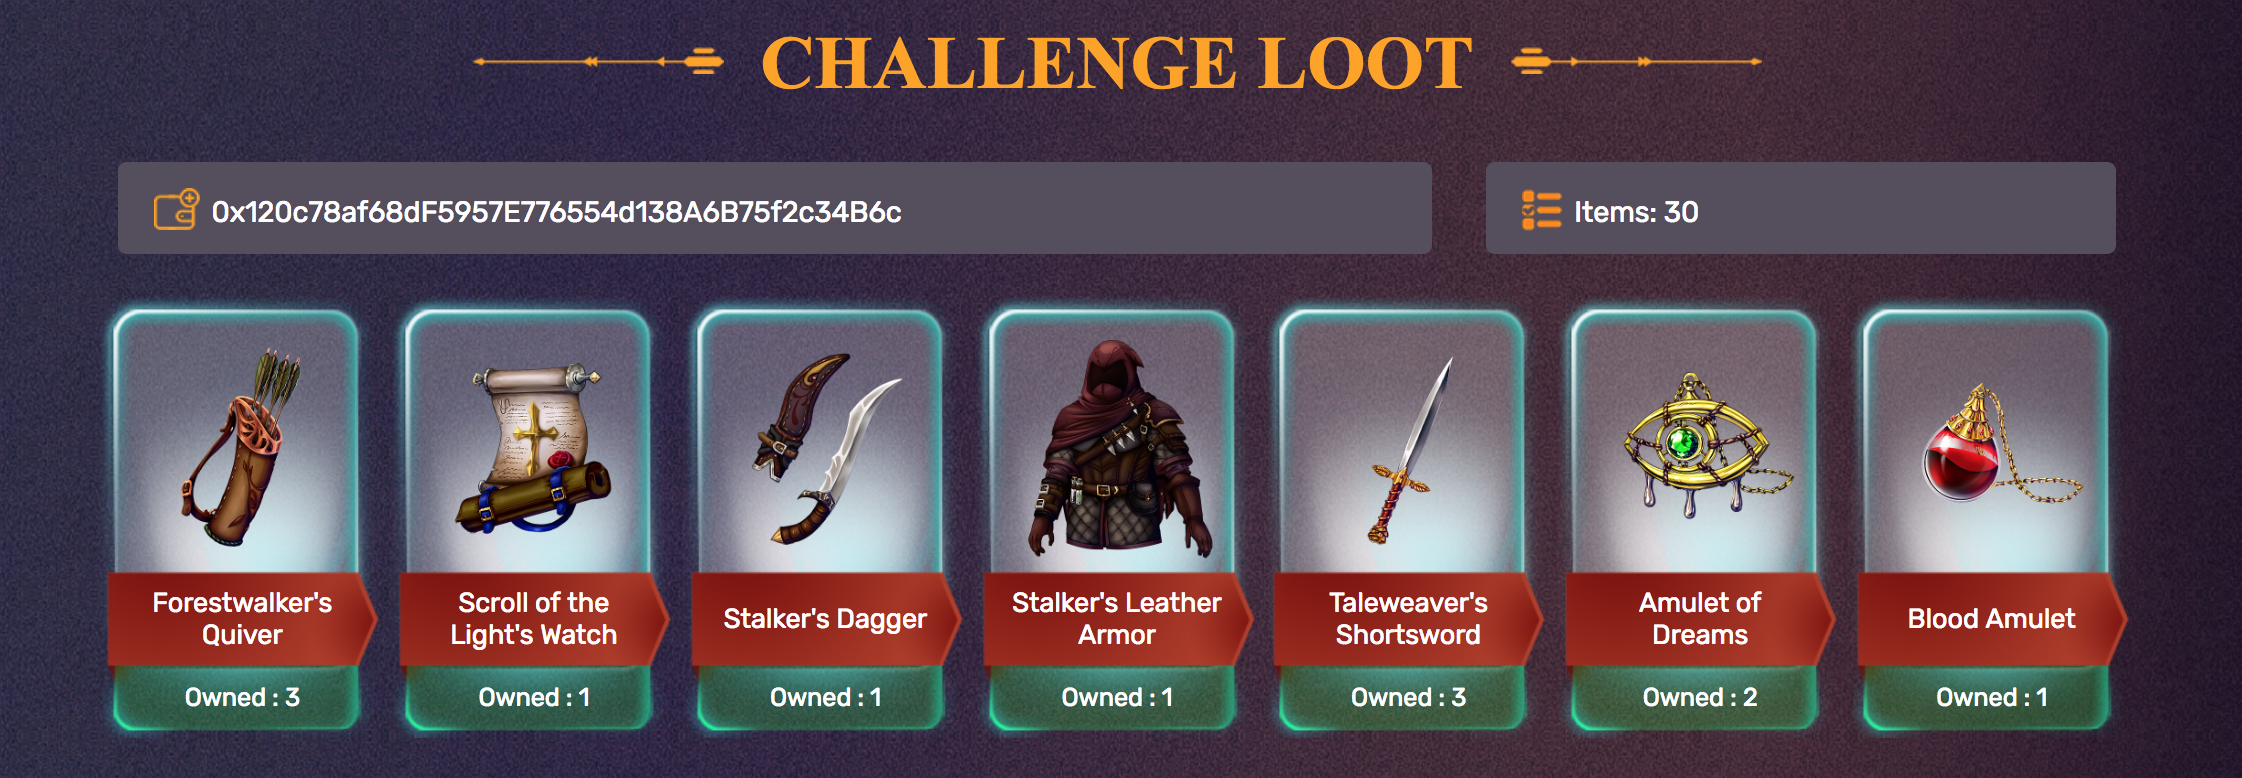 CHALLENGE LOOT
0x120c78af68dF5957E776554d138A6B75f2c34B6c
Items: 30
Forestwalker's
Quiver
Owned : 3
Scroll of the
Light's Watch
Owned : 1
Stalker's Dagger
Owned : 1
Stalker's Leather
Armor
Owned : 1
Taleweaver's
Shortsword
Owned : 3
Amulet of
Dreams
Owned : 2
Blood Amulet
Owned : 1